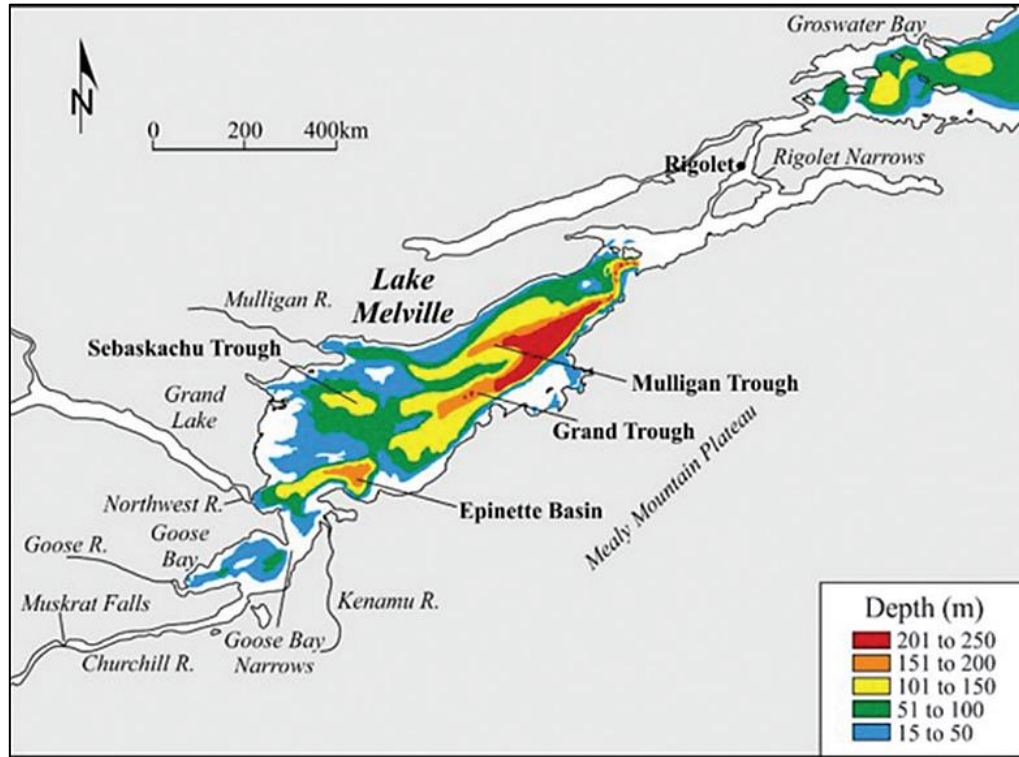 Groswater Bay
N
0 200 400km
Rigolet
Rigolet Narrows
Lake
Melville
Mulligan R.
Sebaskachu Trough
Grand
Lake
Mulligan Trough
Grand Trough
Mealy Mountain Plateau
Northwest R.
Epinette Basin
Goose
Bay
Goose R.
Muskrat Falls
Kenamu R.
Goose Bay
Narrows
Churchill R.
Depth (m)
201 to 250
151 to 200
101 to 150
51 to 100
15 to 50